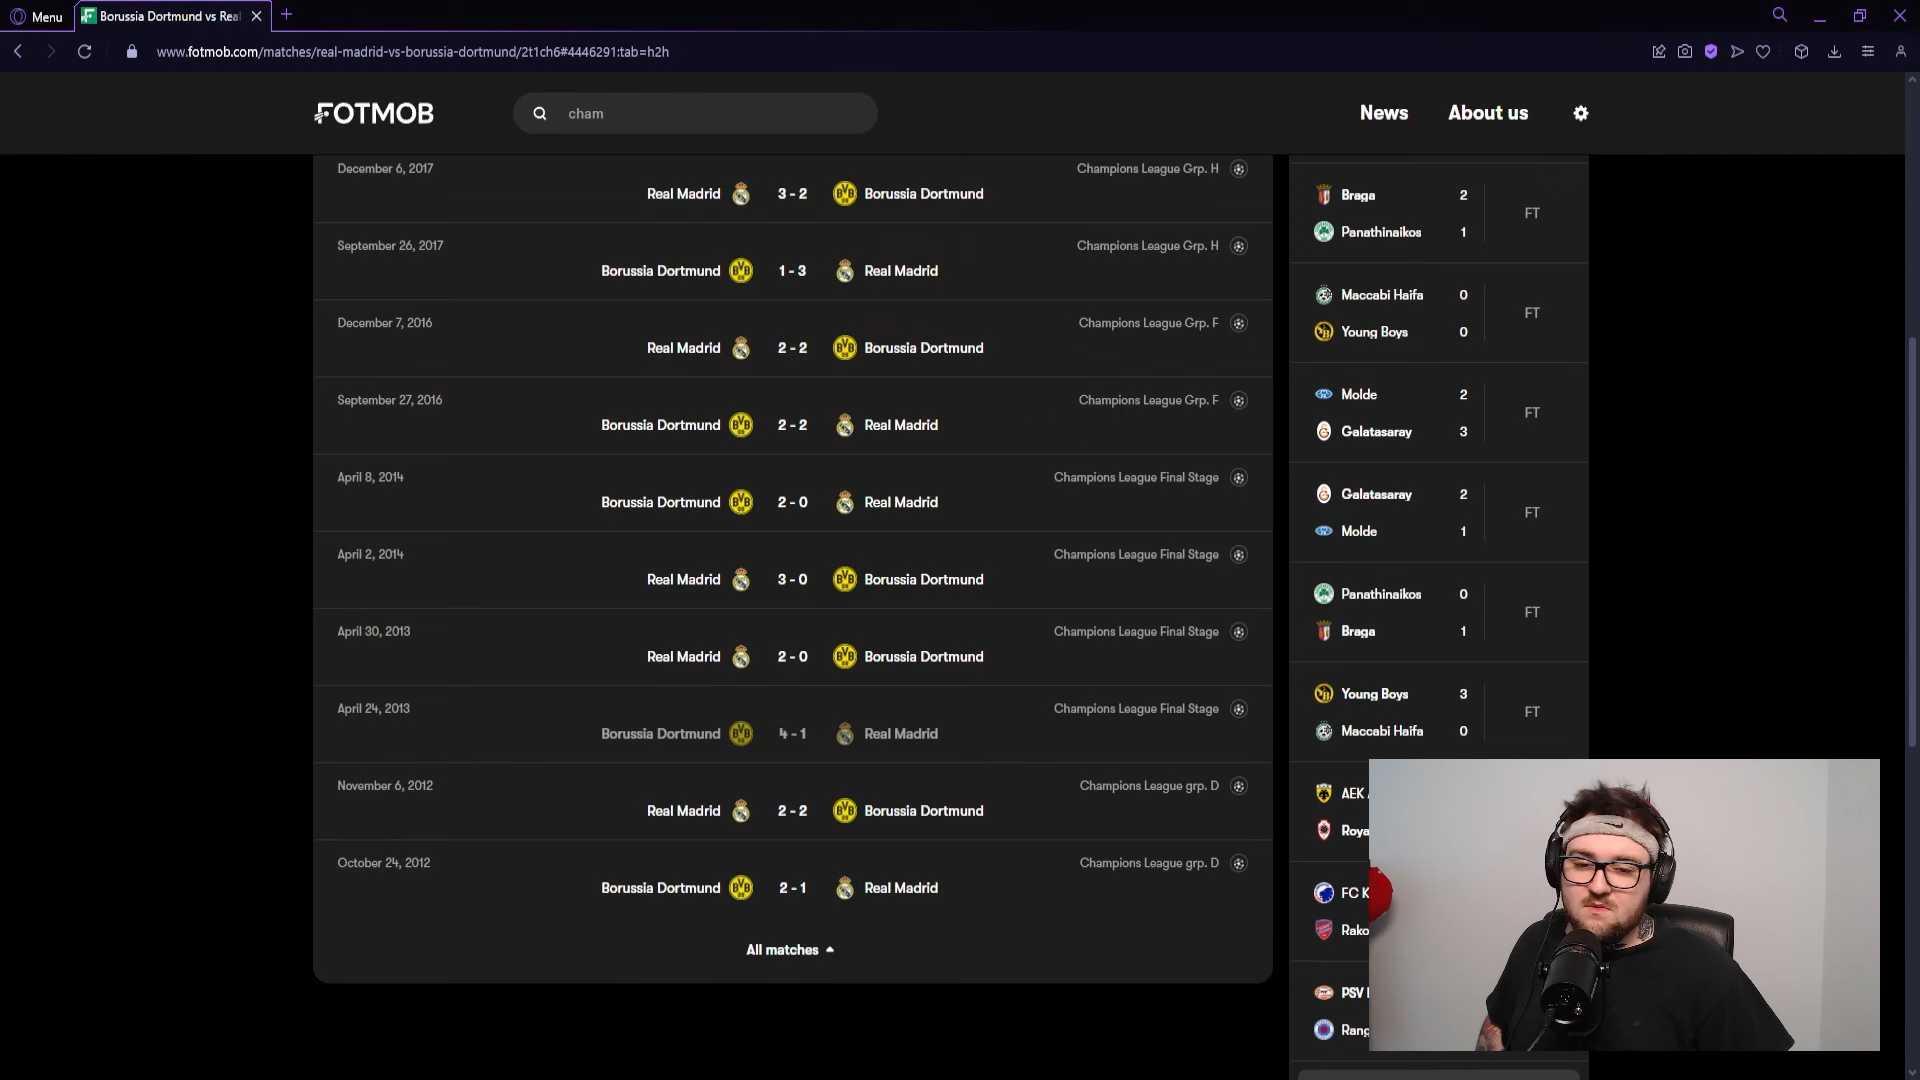 Menu
Borussia Dortmund vs Real
www.fotmob.com/matches/real-madrid-vs-borussia-dortmund/2t1ch6#4446291:tab=h2h
FOTMOB
cham
News
About us
December 6, 2017
Champions League Grp. H
Real Madrid 3 - 2 Borussia Dortmund
September 26, 2017
Champions League Grp. H
Borussia Dortmund 1 - 3 Real Madrid
December 7, 2016
Champions League Grp. F
Real Madrid 2 - 2 Borussia Dortmund
September 27, 2016
Champions League Grp. F
Borussia Dortmund 2 - 2 Real Madrid
April 8, 2014
Champions League Final Stage
Borussia Dortmund 2 - 0 Real Madrid
April 2, 2014
Champions League Final Stage
Real Madrid 3 - 0 Borussia Dortmund
April 30, 2013
Champions League Final Stage
Real Madrid 2 - 0 Borussia Dortmund
April 24, 2013
Champions League Final Stage
Borussia Dortmund 4 - 1 Real Madrid
November 6, 2012
Champions League grp. D
Real Madrid 2 - 2 Borussia Dortmund
October 24, 2012
Champions League grp. D
Borussia Dortmund 2 - 1 Real Madrid
All matches
Braga 2
FT
Panathinaikos 1
Maccabi Haifa 0
FT
Young Boys 0
Molde 2
FT
Galatasaray 3
Galatasaray 2
FT
Molde 1
Panathinaikos 0
FT
Braga 1
Young Boys 3
FT
Maccabi Haifa 0
AEK
Roya
FC K
Rako
PSV
Rang